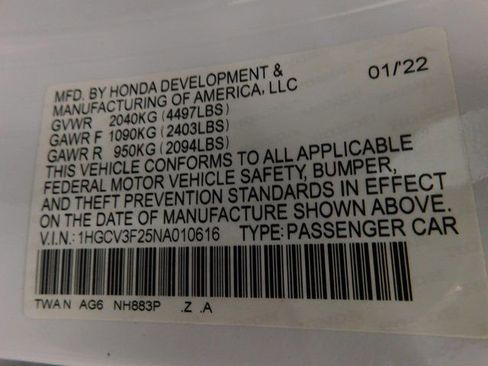 MFD. BY HONDA DEVELOPMENT &
MANUFACTURING OF AMERICA, LLC 01/'22
GVWR 2040KG (4497LBS)
GAWR F 1090KG (2403LBS)
GAWR R 950KG (2094LBS)
THIS VEHICLE CONFORMS TO ALL APPLICABLE
FEDERAL MOTOR VEHICLE SAFETY, BUMPER,
AND THEFT PREVENTION STANDARDS IN EFFECT
ON THE DATE OF MANUFACTURE SHOWN ABOVE.
V.I.N.: 1HGCV3F25NA010616 TYPE: PASSENGER CAR
TWA N AG6 NH883P .Z .A